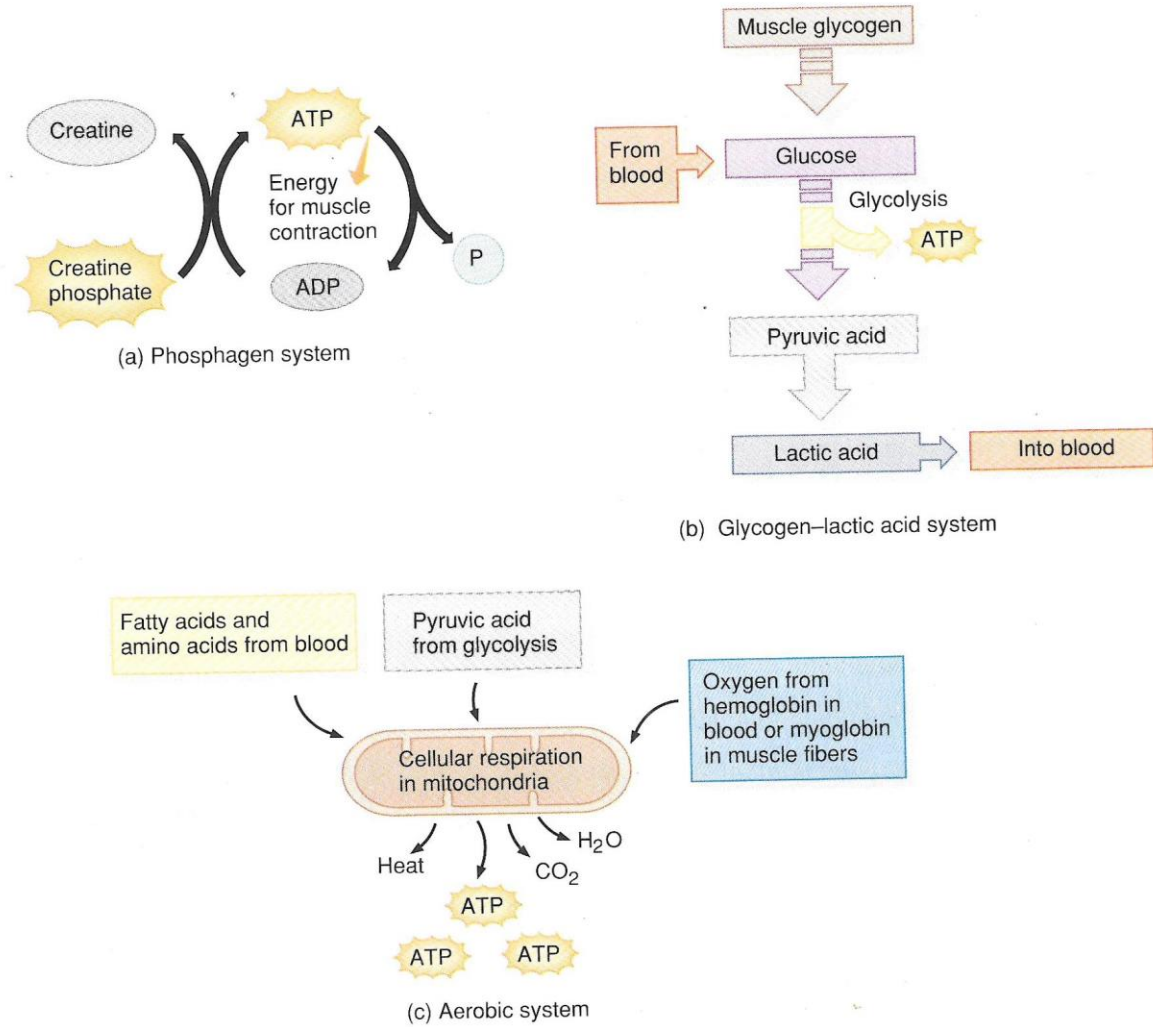 Creatine
ATP
Energy
for muscle
contraction
Creatine
phosphate
ADP
P
(a) Phosphagen system
Muscle glycogen
From
blood
Glucose
Glycolysis
ATP
Pyruvic acid
Lactic acid
Into blood
(b) Glycogen–lactic acid system
Fatty acids and
amino acids from blood
Pyruvic acid
from glycolysis
Oxygen from
hemoglobin in
blood or myoglobin
in muscle fibers
Cellular respiration
in mitochondria
Heat
ATP
CO₂
H₂O
ATP
ATP
(c) Aerobic system